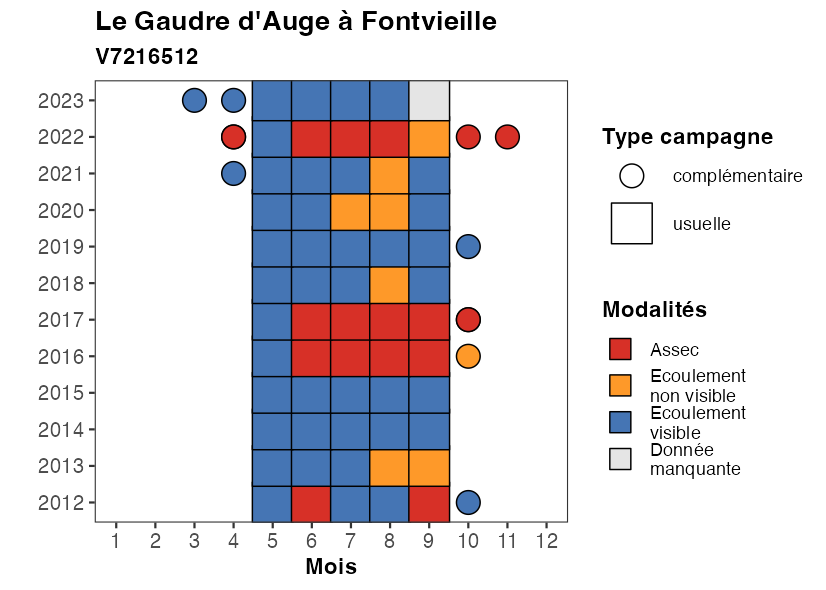 Le Gaudre d'Auge à Fontvieille
V7216512
2023
2022
2021
2020
2019
2018
2017
2016
2015
2014
2013
2012
1 2 3 4 5 6 7 8 9 10 11 12
Mois
Type campagne
complémentaire
usuelle
Modalités
Assec
Ecoulement
non visible
Ecoulement
visible
Donnée
manquante